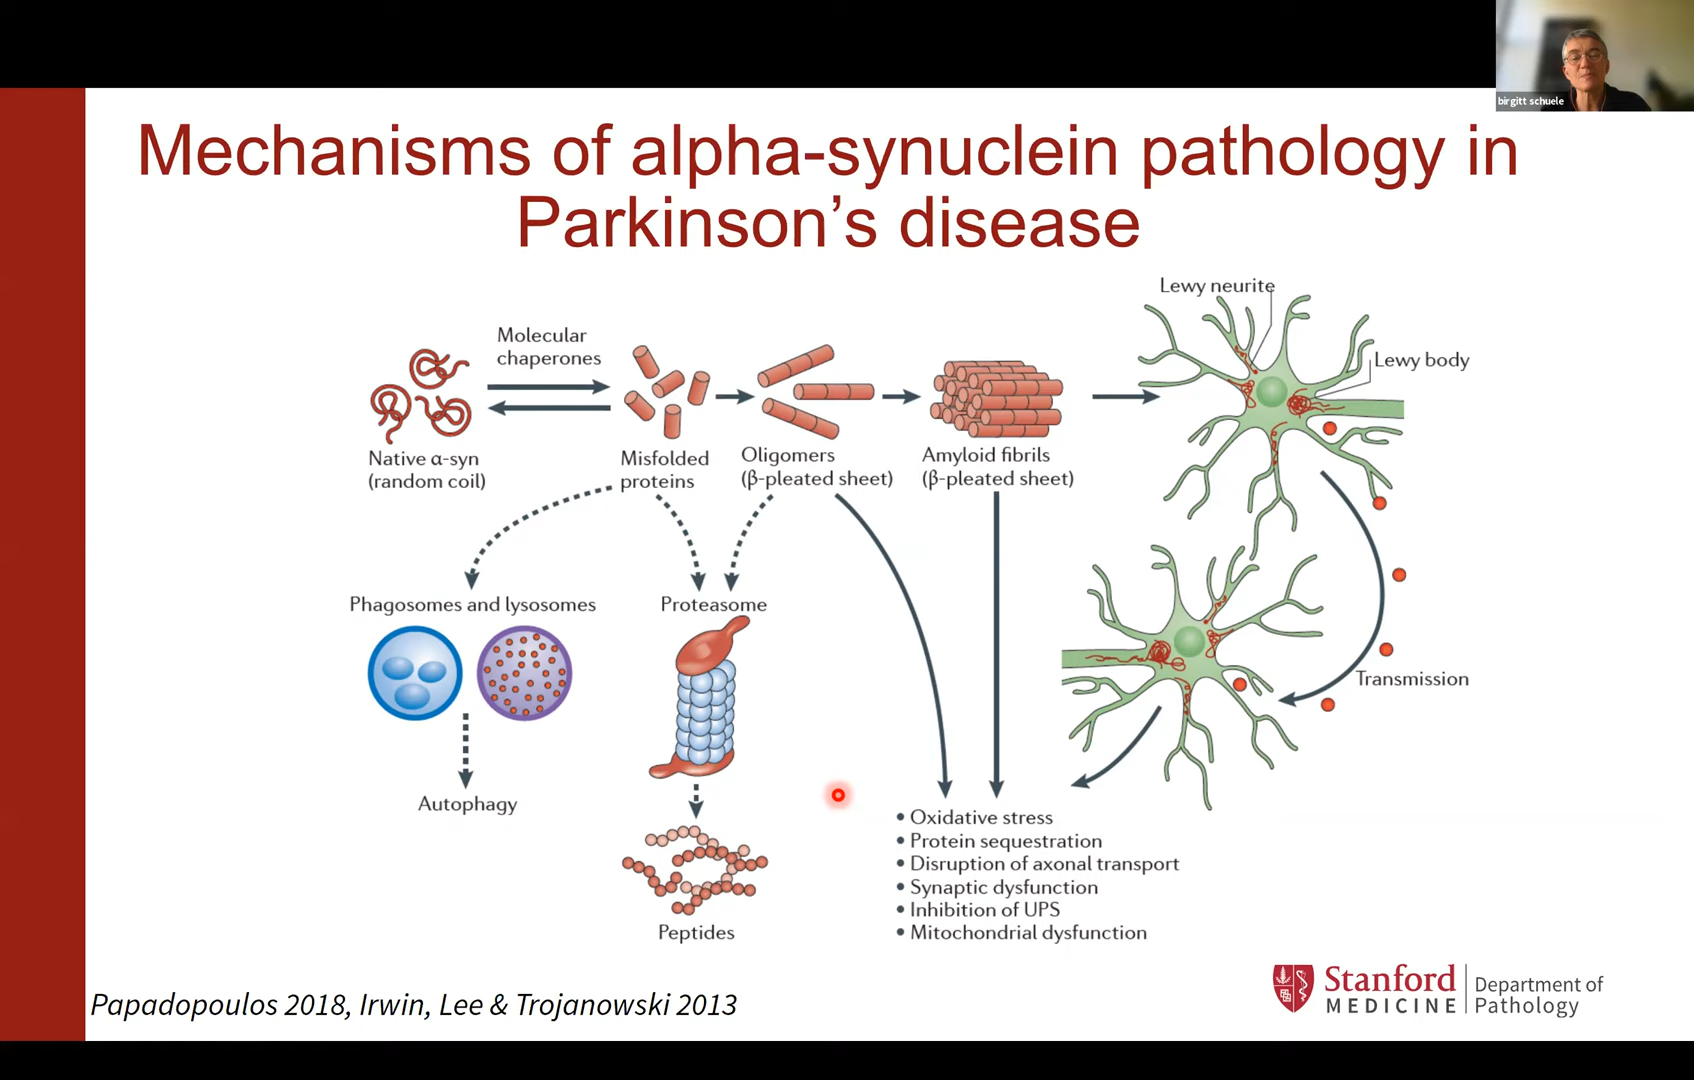 birgitt schuele
Mechanisms of alpha-synuclein pathology in
Parkinson’s disease
Lewy neurite
Molecular
chaperones
Lewy body
Native α-syn
(random coil)
Misfolded
proteins
Oligomers
(β-pleated sheet)
Amyloid fibrils
(β-pleated sheet)
Phagosomes and lysosomes
Proteasome
Transmission
Autophagy
Peptides
• Oxidative stress
• Protein sequestration
• Disruption of axonal transport
• Synaptic dysfunction
• Inhibition of UPS
• Mitochondrial dysfunction
Papadopoulos 2018, Irwin, Lee & Trojanowski 2013
Stanford
MEDICINE
Department of
Pathology